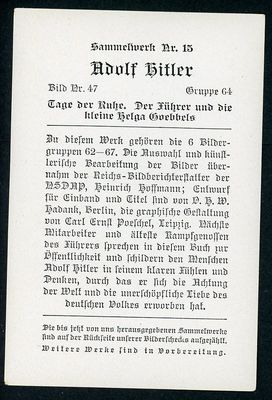 Sammelwerk Nr. 15
Adolf Hitler
Bild Nr. 47 Gruppe 64
Tage der Ruhe. Der Führer und die
kleine Helga Goebbels
Zu diesem Werk gehören die 6 Bilder-
gruppen 62–67. Die Auswahl und künst-
lerische Bearbeitung der Bilder über-
nahm der Reichs-Bildberichterstatter der
NSDAP, Heinrich Hoffmann; Entwurf
für Einband und Titel sind von O. H. W.
Hadank, Berlin, die graphische Gestaltung
von Carl Ernst Poeschel, Leipzig. Nächste
Mitarbeiter und älteste Kampfgenossen
des Führers sprechen in diesem Buch zur
Öffentlichkeit und schildern den Menschen
Adolf Hitler in seinem klaren Fühlen und
Denken, durch das er sich die Achtung
der Welt und die unerschöpfliche Liebe des
deutschen Volkes erworben hat.
Die bis jetzt von uns herausgegebenen Sammelwerke
sind auf der Rückseite unserer Bilderschecks aufgezählt.
Weitere Werke sind in Vorbereitung.